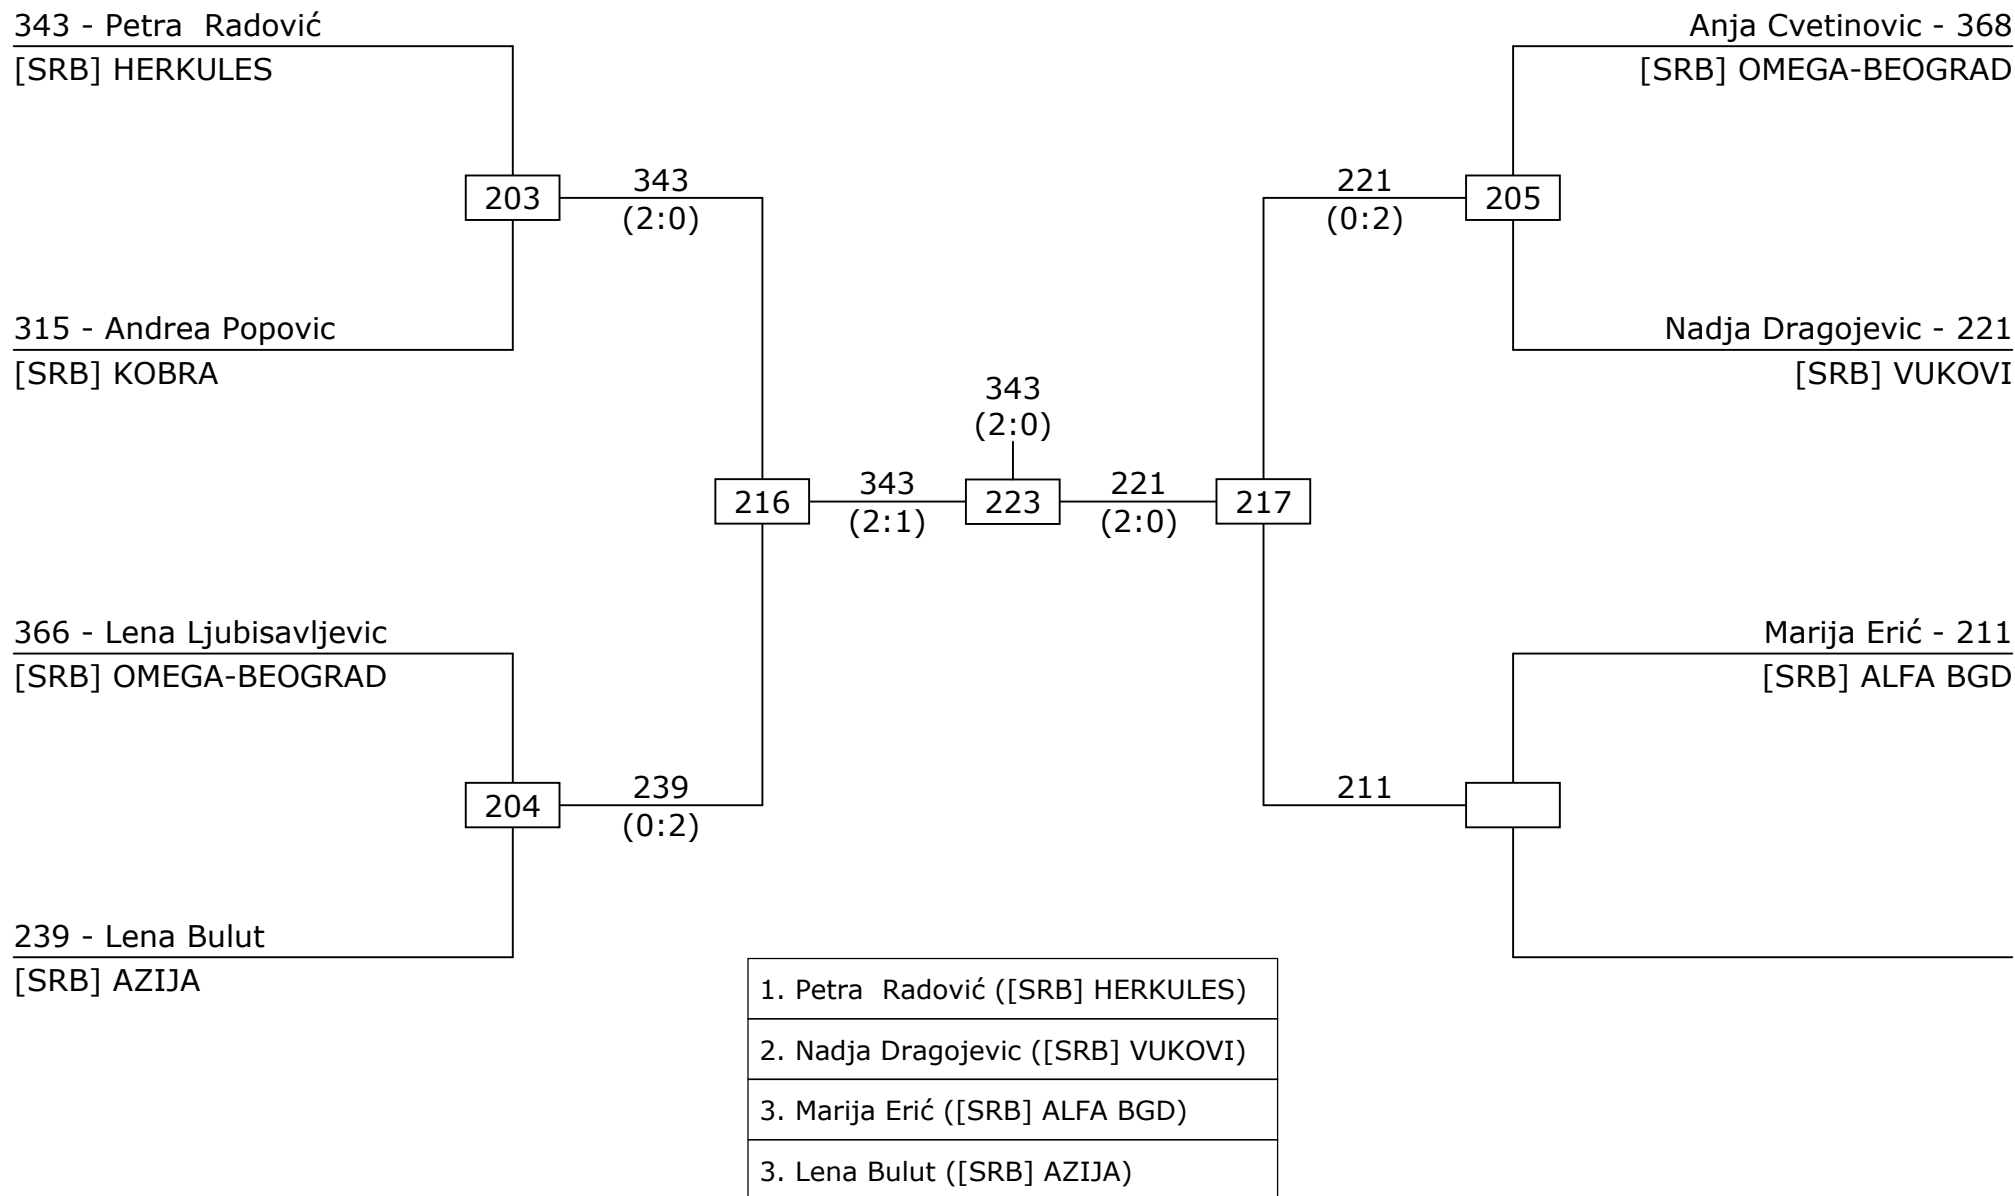 343 - Petra  Radović
[SRB] HERKULES
Anja Cvetinovic - 368
[SRB] OMEGA-BEOGRAD
203
343
(2:0)
221
(0:2)
205
315 - Andrea Popovic
[SRB] KOBRA
Nadja Dragojevic - 221
[SRB] VUKOVI
343
(2:0)
216
343
(2:1)
223
221
(2:0)
217
366 - Lena Ljubisavljevic
[SRB] OMEGA-BEOGRAD
Marija Erić - 211
[SRB] ALFA BGD
204
239
(0:2)
211
239 - Lena Bulut
[SRB] AZIJA
1. Petra  Radović ([SRB] HERKULES)
2. Nadja Dragojevic ([SRB] VUKOVI)
3. Marija Erić ([SRB] ALFA BGD)
3. Lena Bulut ([SRB] AZIJA)